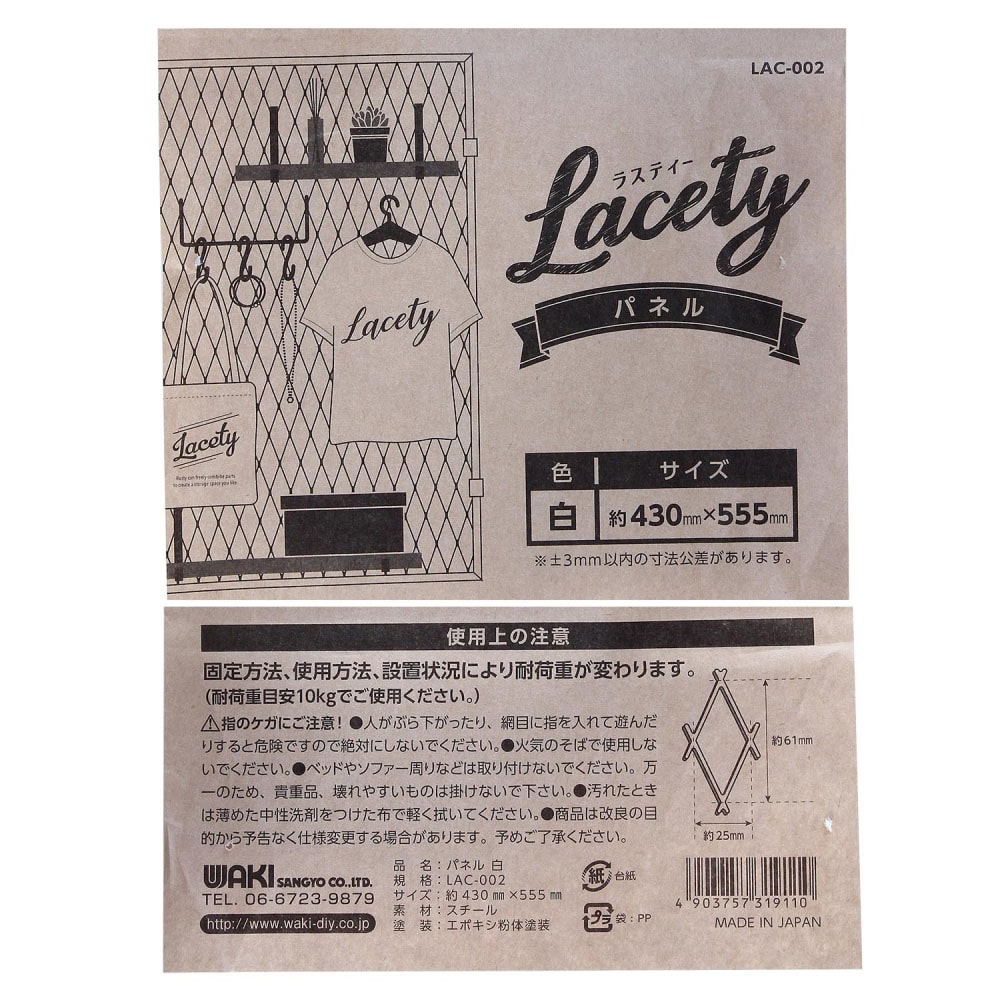 LAC-002
ラスティー
Lacety
パネル
Lacety
Lacety
Rusty can freely combine parts
to create a storage space you like.
色 サイズ
白 約430mm×555mm
※±3mm以内の寸法公差があります。
使用上の注意
固定方法、使用方法、設置状況により耐荷重が変わります。
(耐荷重目安10kgでご使用ください。)
⚠指のケガにご注意!●人がぶら下がったり、網目に指を入れて遊んだ
りすると危険ですので絶対にしないでください。●火気のそばで使用しな
いでください。●ベッドやソファー周りなどは取り付けないでください。万
一のため、貴重品、壊れやすいものは掛けないで下さい。●汚れたとき
は薄めた中性洗剤をつけた布で軽く拭いてください。●商品は改良の目
的から予告なく仕様変更する場合があります。予めご了承ください。
約61mm
約25mm
WAKI SANGYO CO.,LTD.
TEL. 06-6723-9879
http://www.waki-diy.co.jp
品 名:パネル 白
規 格:LAC-002
サイズ:約430㎜×555㎜
素 材:スチール
塗 装:エポキシ粉体塗装
紙 台紙
プラ 袋:PP
4 903757 319110
MADE IN JAPAN